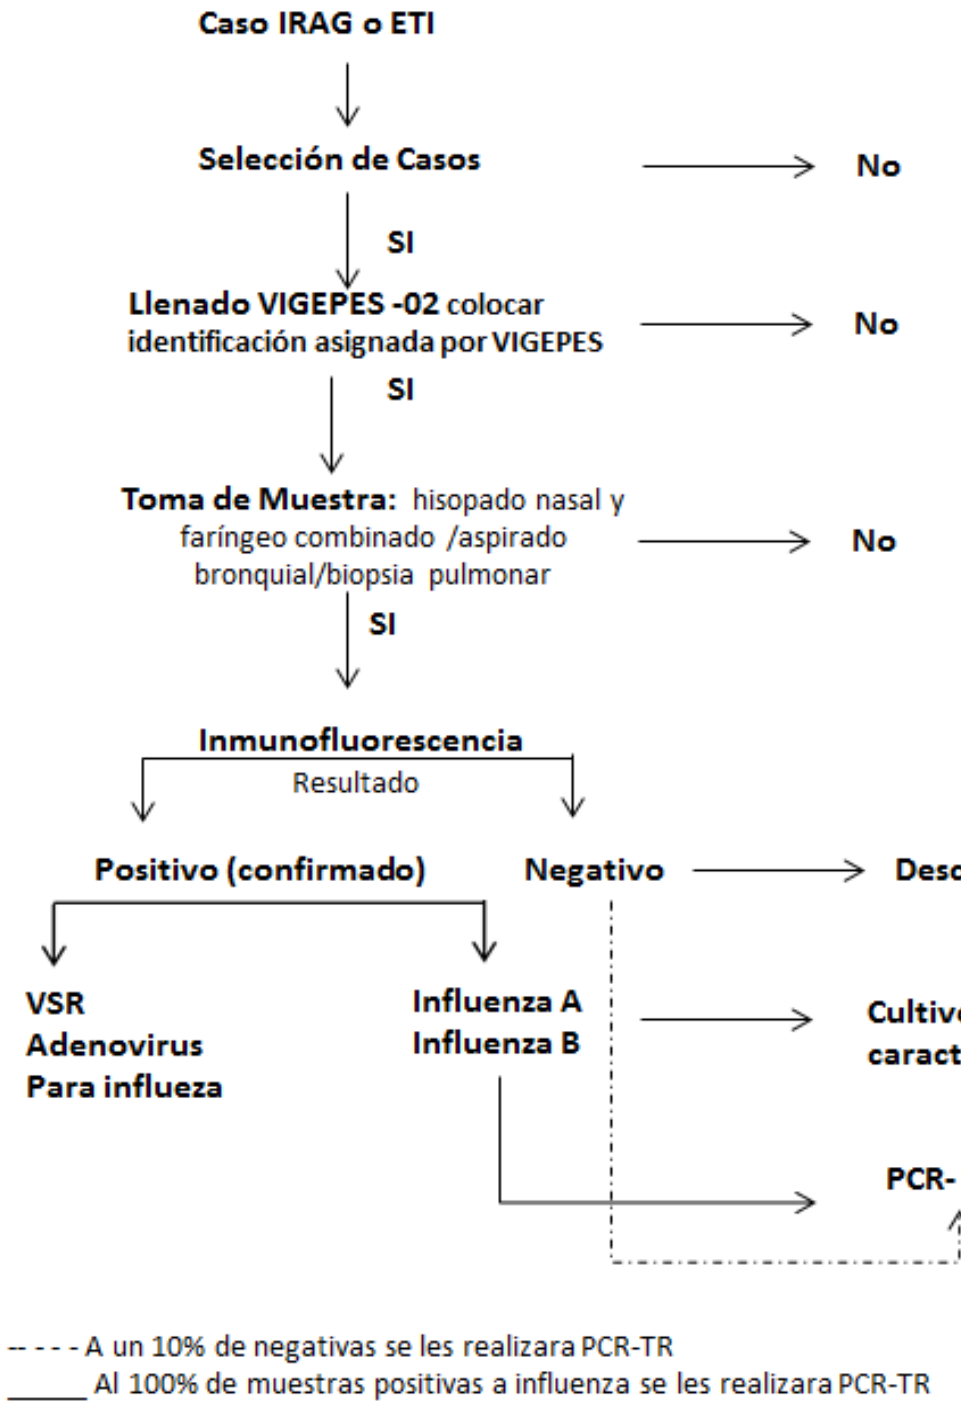 Caso IRAG o ETI
Selección de Casos
No
SI
Llenado VIGEPES -02 colocar
identificación asignada por VIGEPES
No
SI
Toma de Muestra: hisopado nasal y
faríngeo combinado /aspirado
bronquial/biopsia pulmonar
No
SI
Inmunofluorescencia
Resultado
Positivo (confirmado)
Negativo
VSR
Adenovirus
Para influeza
Influenza A
Influenza B
PCR-
-- - - - A un 10% de negativas se les realizara PCR-TR
______ Al 100% de muestras positivas a influenza se les realizara PCR-TR